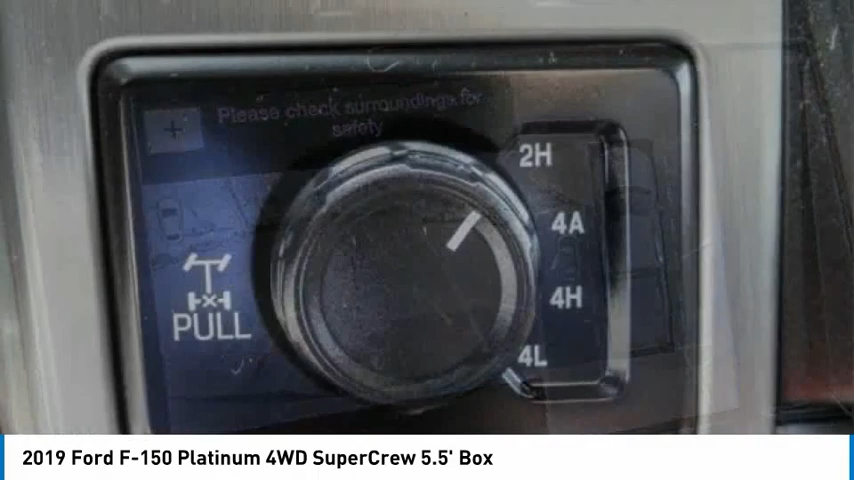 Please check surroundings for
safety
+
2H
4A
4H
4L
PULL
2019 Ford F-150 Platinum 4WD SuperCrew 5.5' Box